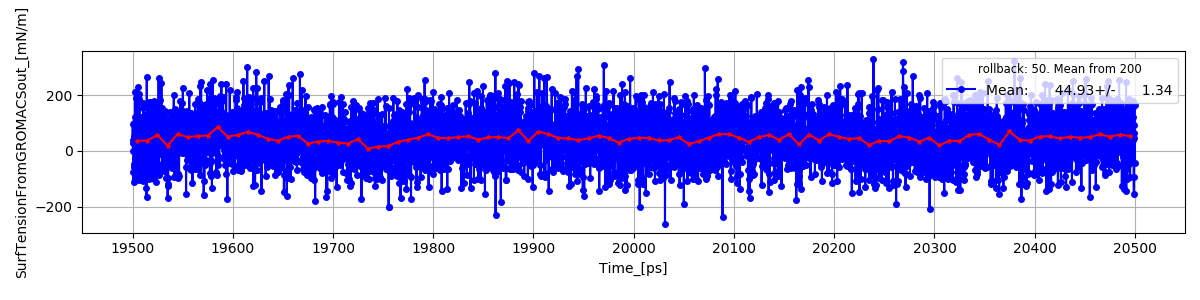 SurfTensionFromGROMACSout_[mN/m]
200
0
−200
rollback: 50. Mean from 200
Mean: 44.93+/- 1.34
19500 19600 19700 19800 19900 20000 20100 20200 20300 20400 20500
Time_[ps]